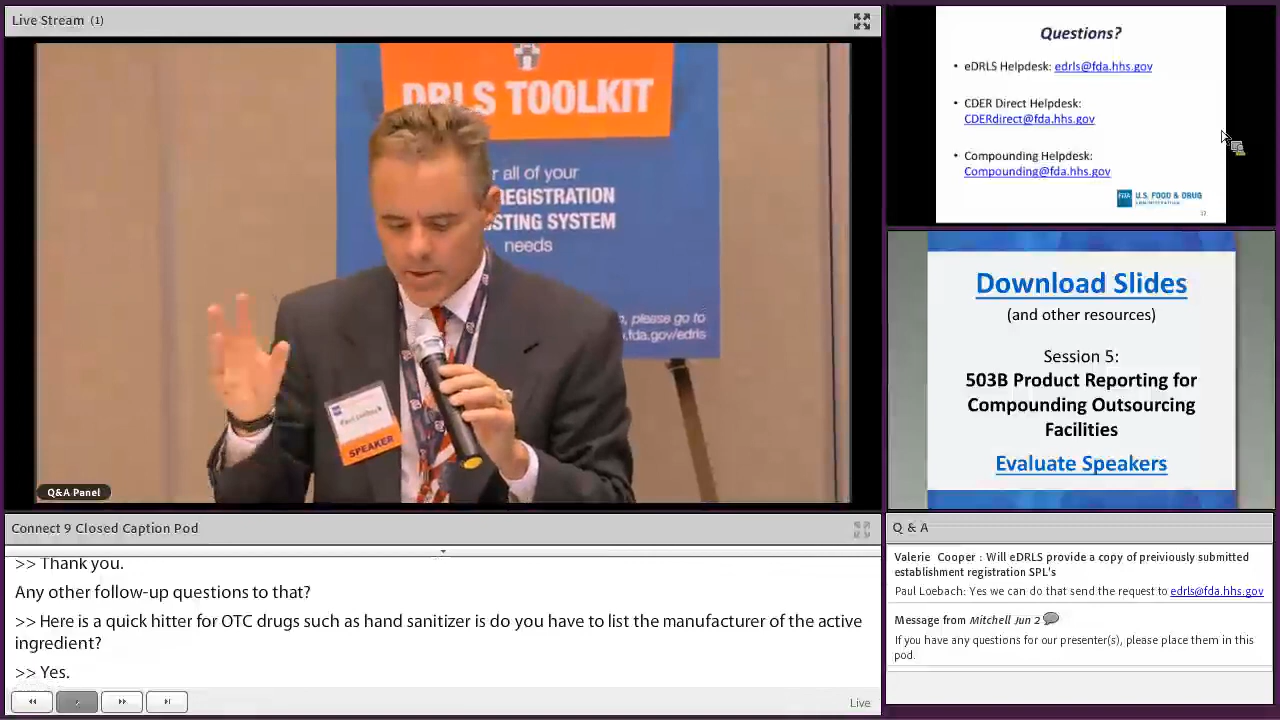 Live Stream (1)
DRLS TOOLKIT
all of your
REGISTRATION
STING SYSTEM
needs
, please go to
.fda.gov/edrls
SPEAKER
Q&A Panel
Questions?
• eDRLS Helpdesk: edrls@fda.hhs.gov
• CDER Direct Helpdesk:
CDERdirect@fda.hhs.gov
• Compounding Helpdesk:
Compounding@fda.hhs.gov
FDA U.S. FOOD & DRUG
ADMINISTRATION
Download Slides
(and other resources)
Session 5:
503B Product Reporting for
Compounding Outsourcing
Facilities
Evaluate Speakers
Connect 9 Closed Caption Pod
>> Thank you.
Any other follow-up questions to that?
>> Here is a quick hitter for OTC drugs such as hand sanitizer is do you have to list the manufacturer of the active
ingredient?
>> Yes.
Live
Q & A
Valerie Cooper : Will eDRLS provide a copy of preiviously submitted
establishment registration SPL's
Paul Loebach: Yes we can do that send the request to edrls@fda.hhs.gov
Message from Mitchell Jun 2
If you have any questions for our presenter(s), please place them in this
pod.